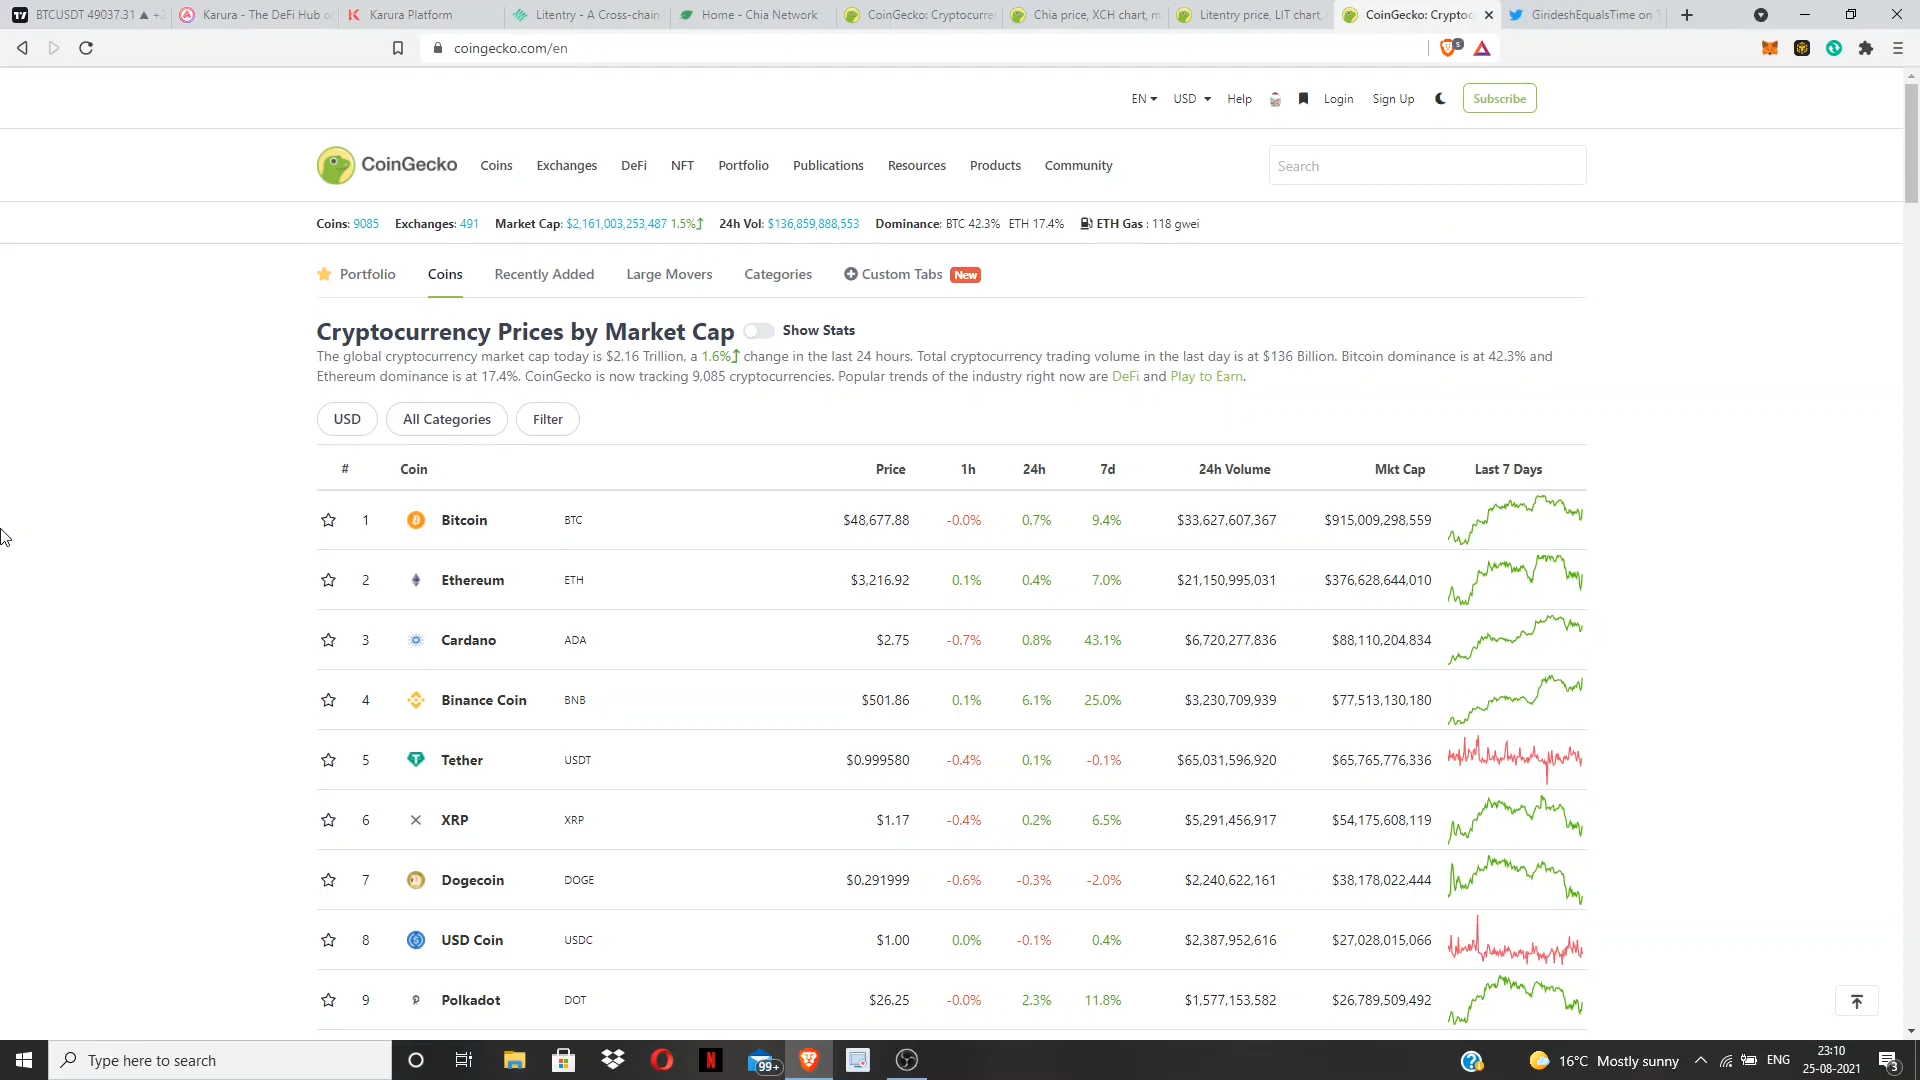 BTCUSDT 49037.31 ▲ +2
Karura - The DeFi Hub o
Karura Platform
Litentry - A Cross-chain
Home - Chia Network
CoinGecko: Cryptocurre
Chia price, XCH chart, m
Litentry price, LIT chart,
CoinGecko: Cryptoc
GirideshEqualsTime on T
coingecko.com/en
5
EN USD Help Login Sign Up Subscribe
CoinGecko Coins Exchanges DeFi NFT Portfolio Publications Resources Products Community Search
Coins: 9085 Exchanges: 491 Market Cap: $2,161,003,253,487 1.5% 24h Vol: $136,859,888,553 Dominance: BTC 42.3% ETH 17.4% ETH Gas : 118 gwei
Portfolio Coins Recently Added Large Movers Categories Custom Tabs New
Cryptocurrency Prices by Market Cap Show Stats
The global cryptocurrency market cap today is $2.16 Trillion, a 1.6% change in the last 24 hours. Total cryptocurrency trading volume in the last day is at $136 Billion. Bitcoin dominance is at 42.3% and
Ethereum dominance is at 17.4%. CoinGecko is now tracking 9,085 cryptocurrencies. Popular trends of the industry right now are DeFi and Play to Earn.
USD All Categories Filter
# Coin Price 1h 24h 7d 24h Volume Mkt Cap Last 7 Days
1 Bitcoin BTC $48,677.88 -0.0% 0.7% 9.4% $33,627,607,367 $915,009,298,559
2 Ethereum ETH $3,216.92 0.1% 0.4% 7.0% $21,150,995,031 $376,628,644,010
3 Cardano ADA $2.75 -0.7% 0.8% 43.1% $6,720,277,836 $88,110,204,834
4 Binance Coin BNB $501.86 0.1% 6.1% 25.0% $3,230,709,939 $77,513,130,180
5 Tether USDT $0.999580 -0.4% 0.1% -0.1% $65,031,596,920 $65,765,776,336
6 XRP XRP $1.17 -0.4% 0.2% 6.5% $5,291,456,917 $54,175,608,119
7 Dogecoin DOGE $0.291999 -0.6% -0.3% -2.0% $2,240,622,161 $38,178,022,444
8 USD Coin USDC $1.00 0.0% -0.1% 0.4% $2,387,952,616 $27,028,015,066
9 Polkadot DOT $26.25 -0.0% 2.3% 11.8% $1,577,153,582 $26,789,509,492
Type here to search
99+
16°C Mostly sunny
ENG
23:10
25-08-2021
3